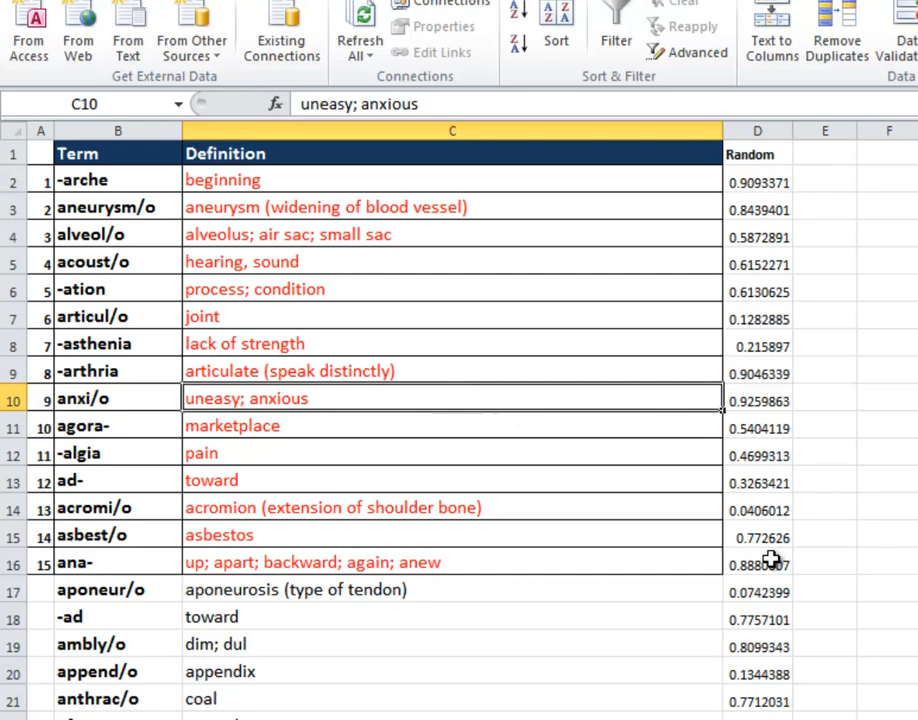 Connections
Clear
Properties
Reapply
Edit Links
Advanced
From Access
From Web
From Text
From Other Sources
Existing Connections
Refresh All
Sort
Filter
Text to Columns
Remove Duplicates
Get External Data
Connections
Sort & Filter
Data
C10 fx uneasy; anxious
A B C D E F
1 Term Definition Random
2 1 -arche beginning 0.9093371
3 2 aneurysm/o aneurysm (widening of blood vessel) 0.8439401
4 3 alveol/o alveolus; air sac; small sac 0.5872891
5 4 acoust/o hearing, sound 0.6152271
6 5 -ation process; condition 0.6130625
7 6 articul/o joint 0.1282885
8 7 -asthenia lack of strength 0.215897
9 8 -arthria articulate (speak distinctly) 0.9046339
10 9 anxi/o uneasy; anxious 0.9259863
11 10 agora- marketplace 0.5404119
12 11 -algia pain 0.4699313
13 12 ad- toward 0.3263421
14 13 acromi/o acromion (extension of shoulder bone) 0.0406012
15 14 asbest/o asbestos 0.772626
16 15 ana- up; apart; backward; again; anew
17 aponeur/o aponeurosis (type of tendon) 0.0742399
18 -ad toward 0.7757101
19 ambly/o dim; dul 0.8099343
20 append/o appendix 0.1344388
21 anthrac/o coal 0.7712031